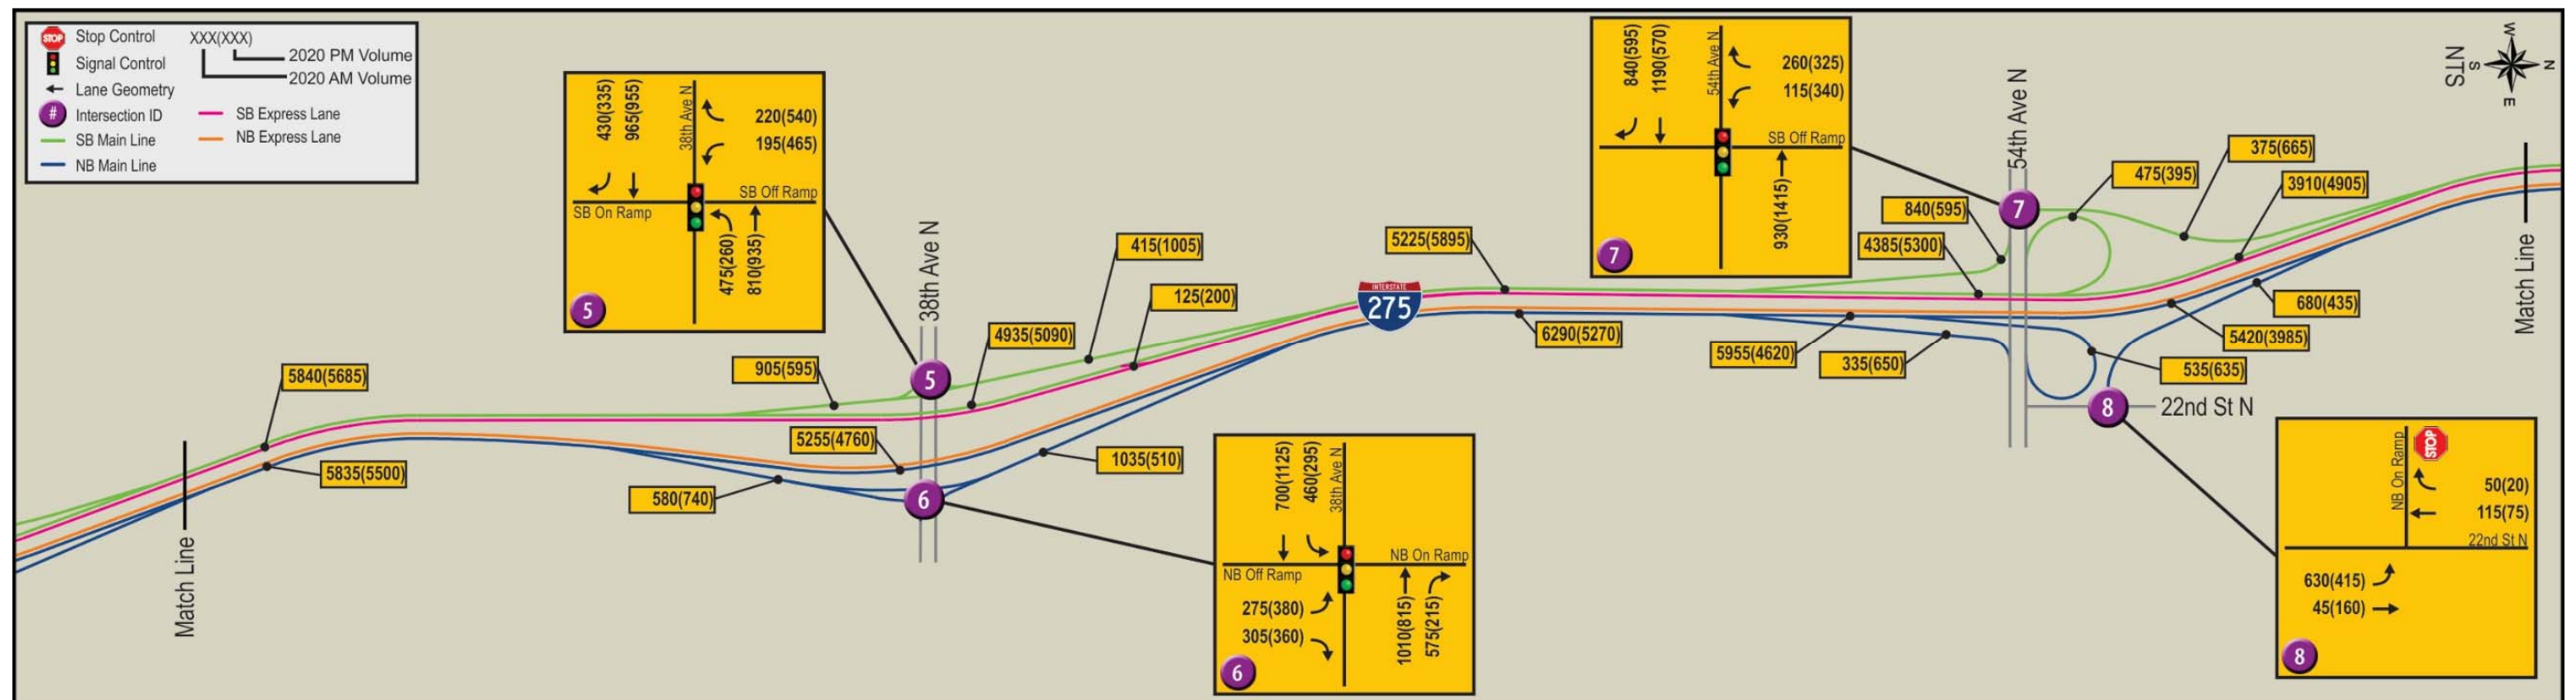 Stop Control
Signal Control
Lane Geometry
# Intersection ID
SB Main Line
NB Main Line
XXX(XXX)
2020 PM Volume
2020 AM Volume
SB Express Lane
NB Express Lane
STOP
430(335)
965(955)
38th Ave N
220(540)
195(465)
SB Off Ramp
SB On Ramp
475(260)
810(935)
5
840(595)
1190(570)
54th Ave N
260(325)
115(340)
SB Off Ramp
930(1415)
7
NTS
W
S
N
E
54th Ave N
7
475(395)
375(665)
3910(4905)
840(595)
4385(5300)
5225(5895)
415(1005)
125(200)
4935(5090)
38th Ave N
5
905(595)
5840(5685)
INTERSTATE
275
6290(5270)
5955(4620)
335(650)
680(435)
5420(3985)
535(635)
8
22nd St N
Match Line
5255(4760)
1035(510)
5835(5500)
580(740)
6
Match Line
700(1125)
460(295)
38th Ave N
NB On Ramp
NB Off Ramp
275(380)
305(360)
1010(815)
575(215)
6
NB On Ramp
STOP
50(20)
115(75)
22nd St N
630(415)
45(160)
8